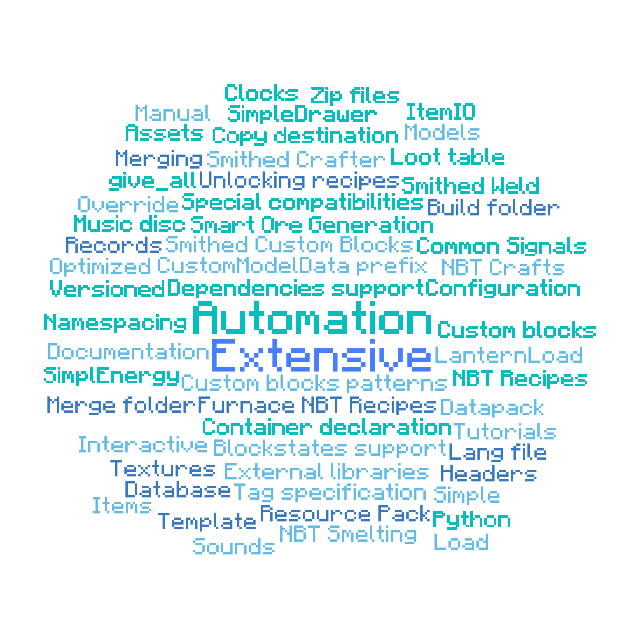 Clocks Zip files
Manual SimpleDrawer ItemIO
Assets Copy destination Models
Merging Smithed Crafter Loot table
give_all Unlocking recipes Smithed Weld
Override Special compatibilities Build folder
Music disc Smart Ore Generation
Records Smithed Custom Blocks Common Signals
Optimized CustomModelData prefix NBT Crafts
Versioned Dependencies support Configuration
Namespacing Automation Custom blocks
Documentation Extensive LanternLoad
SimplEnergy Custom blocks patterns NBT Recipes
Merge folder Furnace NBT Recipes Datapack
Container declaration Tutorials
Interactive Blockstates support Lang file
Textures External libraries Headers
Database Tag specification Simple
Items Template Resource Pack Python
Sounds NBT Smelting Load